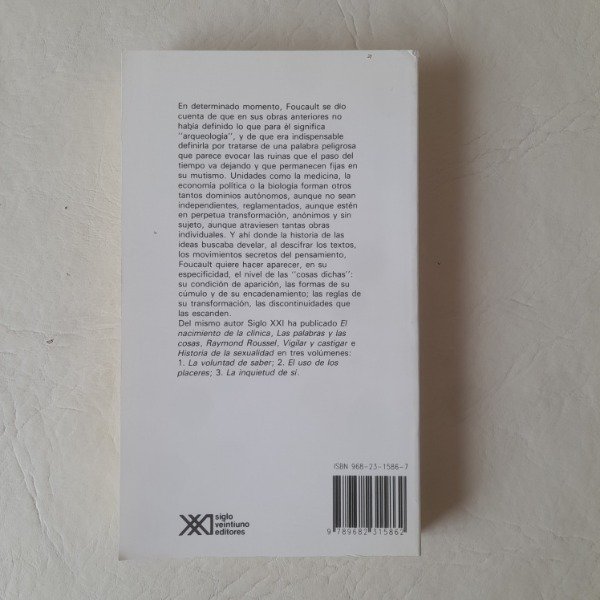 En determinado momento, Foucault se dio
cuenta de que en sus obras anteriores no
había definido lo que para él significa
"arqueología", y de que era indispensable
definirla por tratarse de una palabra peligrosa
que parece evocar las ruinas que el paso del
tiempo va dejando y que permanecen fijas en
su mutismo. Unidades como la medicina, la
economía política o la biología forman otros
tantos dominios autónomos, aunque no sean
independientes, reglamentados, aunque estén
en perpetua transformación, anónimos y sin
sujeto, aunque atraviesen tantas obras
individuales. Y ahí donde la historia de las
ideas buscaba develar, al descifrar los textos,
los movimientos secretos del pensamiento,
Foucault quiere hacer aparecer, en su
especificidad, el nivel de las "cosas dichas":
su condición de aparición, las formas de su
cúmulo y de su encadenamiento; las reglas de
su transformación, las discontinuidades que
las escanden.
Del mismo autor Siglo XXI ha publicado El
nacimiento de la clínica, Las palabras y las
cosas, Raymond Roussel, Vigilar y castigar e
Historia de la sexualidad en tres volúmenes:
1. La voluntad de saber; 2. El uso de los
placeres; 3. La inquietud de sí.
ISBN 968-23-1586-7
9 789682 315862
XXI siglo
veintiuno
editores